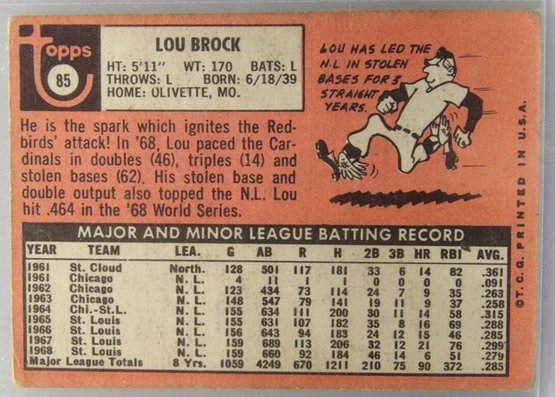 topps
85
LOU BROCK
HT: 5'11" WT: 170 BATS: L
THROWS: L BORN: 6/18/39
HOME: OLIVETTE, MO.
LOU HAS LED THE
N.L. IN STOLEN
BASES FOR 3
STRAIGHT
YEARS.
He is the spark which ignites the Red-
birds' attack! In '68, Lou paced the Car-
dinals in doubles (46), triples (14) and
stolen bases (62). His stolen base and
double output also topped the N.L. Lou
hit .464 in the '68 World Series.
MAJOR AND MINOR LEAGUE BATTING RECORD
YEAR TEAM LEA. G AB R H 2B 3B HR RBI AVG.
1961 St. Cloud North. 128 501 117 181 33 6 14 82 .361
1961 Chicago N.L. 4 11 1 1 0 0 0 0 .091
1962 Chicago N.L. 123 434 73 114 24 7 9 35 .263
1963 Chicago N.L. 148 547 79 141 19 11 9 37 .258
1964 Chi.-St.L. N.L. 155 634 111 200 30 11 14 58 .315
1965 St. Louis N.L. 155 631 107 182 35 8 16 69 .288
1966 St. Louis N.L. 156 643 94 183 24 12 15 46 .285
1967 St. Louis N.L. 159 689 113 206 32 12 21 76 .299
1968 St. Louis N.L. 159 660 92 184 46 14 6 51 .279
Major League Totals 8 Yrs. 1059 4249 670 1211 210 75 90 372 .285
©T.C.G. PRINTED IN U.S.A.